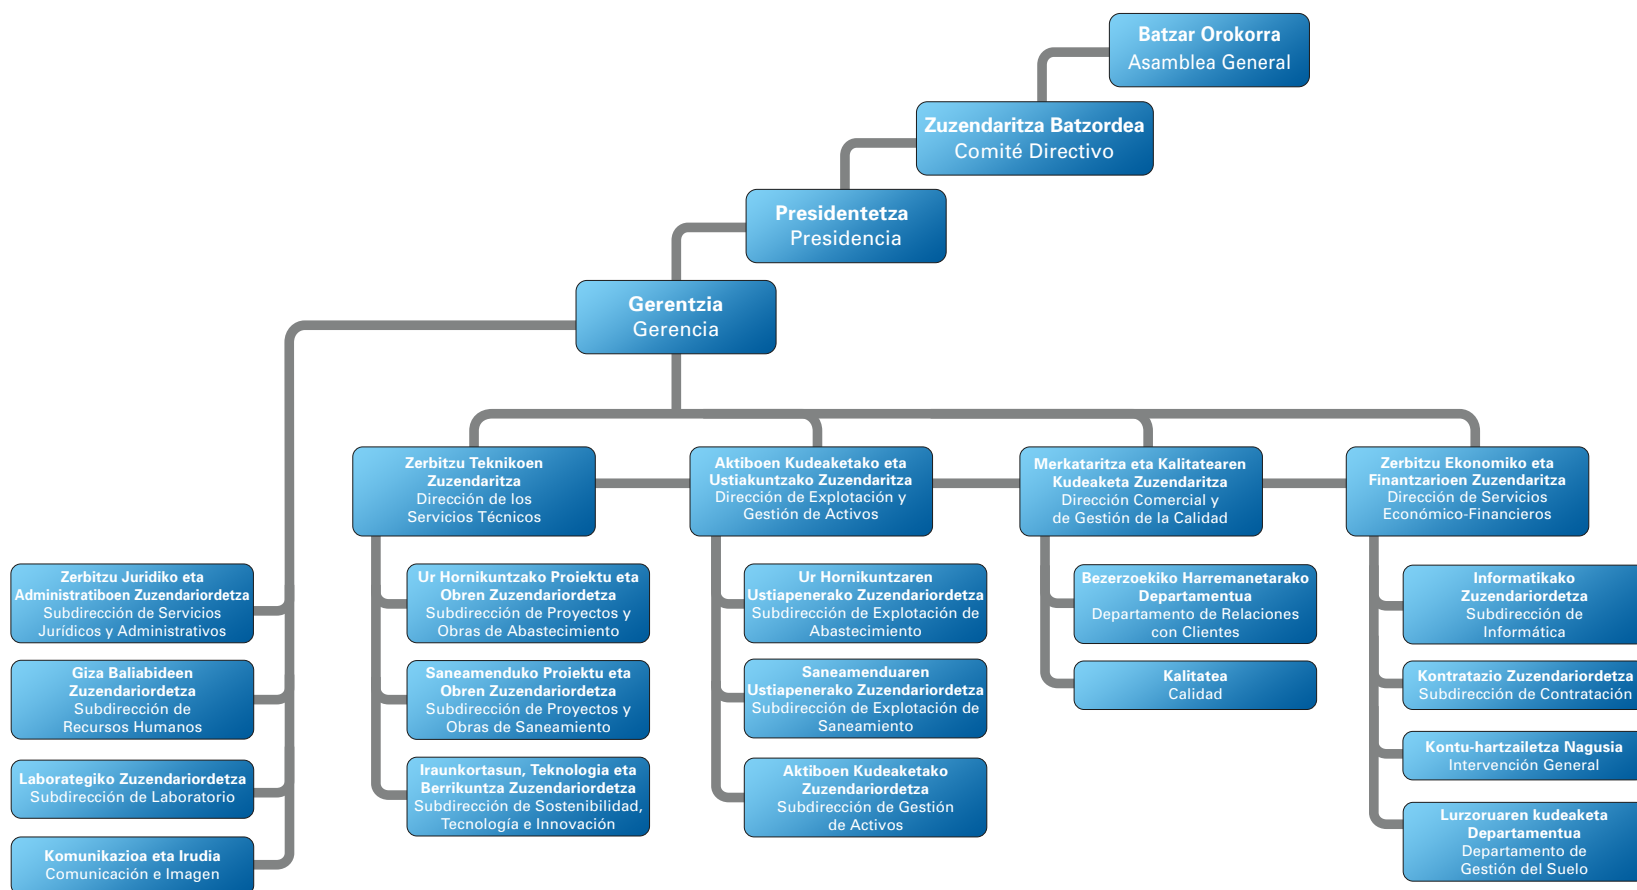 Batzar Orokorra
Asamblea General
Zuzendaritza Batzordea
Comité Directivo
Presidentetza
Presidencia
Gerentzia
Gerencia
Zerbitzu Teknikoen
Zuzendaritza
Dirección de los
Servicios Técnicos
Aktiboen Kudeaketako eta
Ustiakuntzako Zuzendaritza
Dirección de Explotación y
Gestión de Activos
Merkataritza eta Kalitatearen
Kudeaketa Zuzendaritza
Dirección Comercial y
de Gestión de la Calidad
Zerbitzu Ekonomiko eta
Finantzarioen Zuzendaritza
Dirección de Servicios
Económico-Financieros
Zerbitzu Juridiko eta
Administratiboen Zuzendariordetza
Subdirección de Servicios
Jurídicos y Administrativos
Giza Baliabideen
Zuzendariordetza
Subdirección de
Recursos Humanos
Laborategiko Zuzendariordetza
Subdirección de Laboratorio
Komunikazioa eta Irudia
Comunicación e Imagen
Ur Hornikuntzako Proiektu eta
Obren Zuzendariordetza
Subdirección de Proyectos y
Obras de Abastecimiento
Saneamenduko Proiektu eta
Obren Zuzendariordetza
Subdirección de Proyectos y
Obras de Saneamiento
Iraunkortasun, Teknologia eta
Berrikuntza Zuzendariordetza
Subdirección de Sostenibilidad,
Tecnología e Innovación
Ur Hornikuntzaren
Ustiapenerako Zuzendariordetza
Subdirección de Explotación de
Abastecimiento
Saneamenduaren
Ustiapenerako Zuzendariordetza
Subdirección de Explotación de
Saneamiento
Aktiboen Kudeaketako
Zuzendariordetza
Subdirección de Gestión
de Activos
Bezerzoekiko Harremanetarako
Departamentua
Departamento de Relaciones
con Clientes
Kalitatea
Calidad
Informatikako
Zuzendariordetza
Subdirección de
Informática
Kontratazio Zuzendariordetza
Subdirección de Contratación
Kontu-hartzailetza Nagusia
Intervención General
Lurzoruaren kudeaketa
Departamentua
Departamento de
Gestión del Suelo